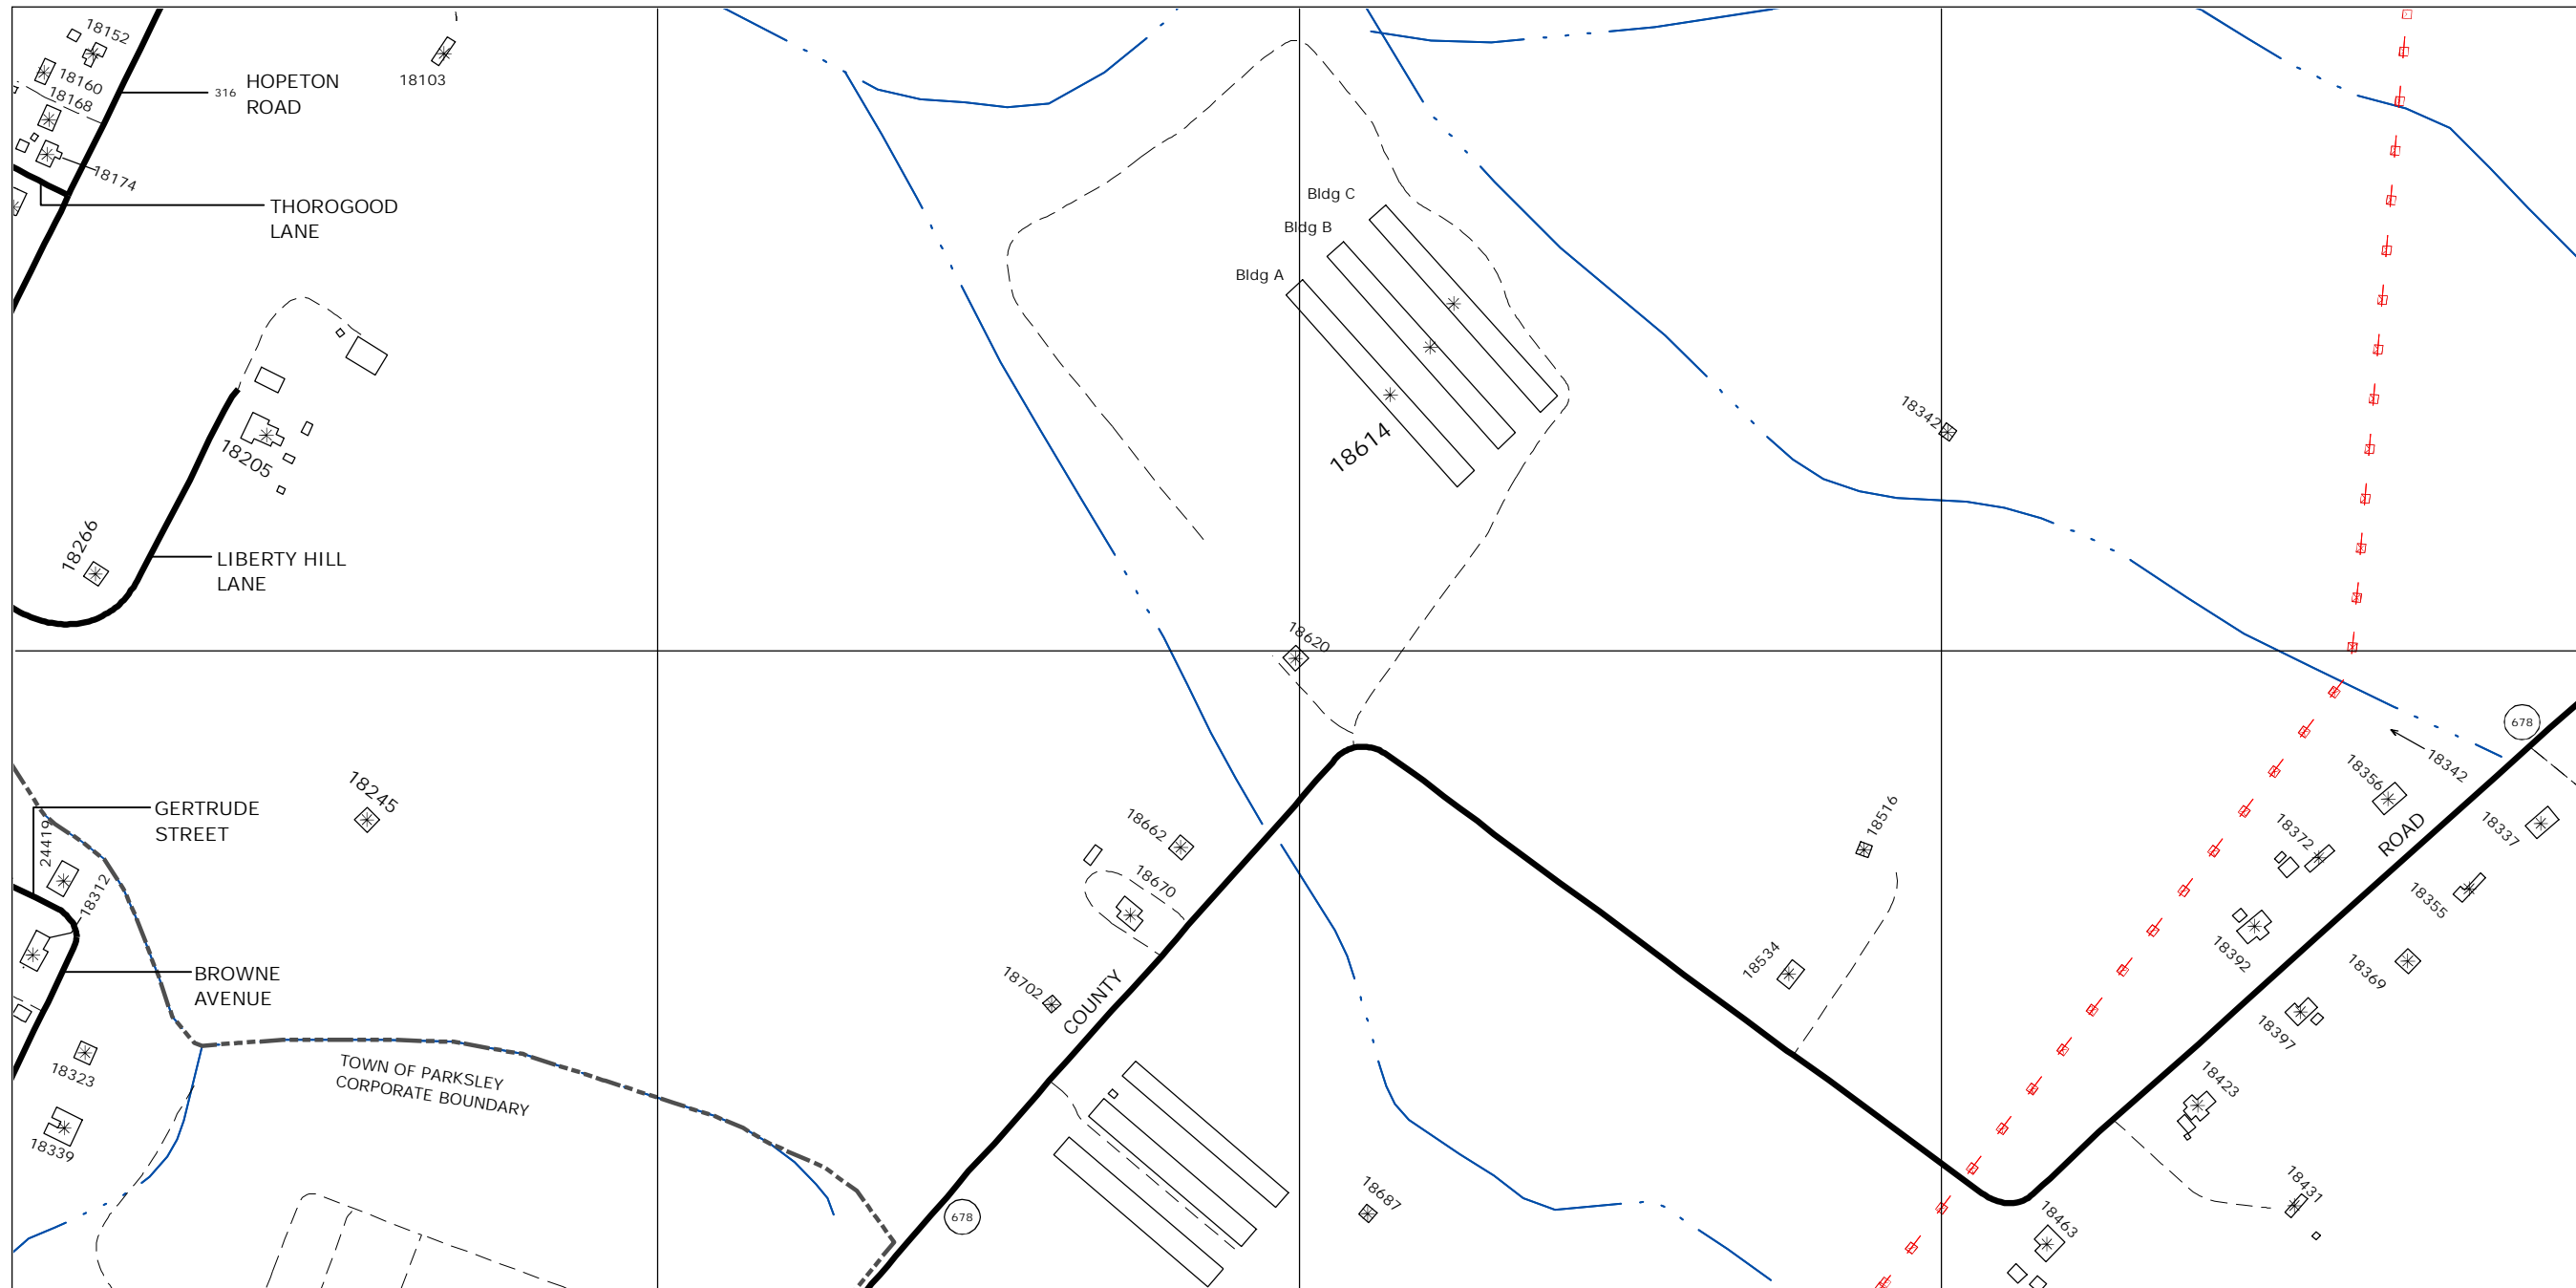 18152
18160
18168
18174
316
HOPETON
ROAD
18103
THOROGOOD
LANE
18205
18266
LIBERTY HILL
LANE
Bldg C
Bldg B
Bldg A
18614
18342
18620
18245
GERTRUDE
STREET
24419
18312
BROWNE
AVENUE
18323
18339
TOWN OF PARKSLEY
CORPORATE BOUNDARY
18662
18670
18702
COUNTY
678
18687
18516
18534
678
18342
18356
18372
ROAD
18337
18355
18392
18369
18397
18423
18431
18463